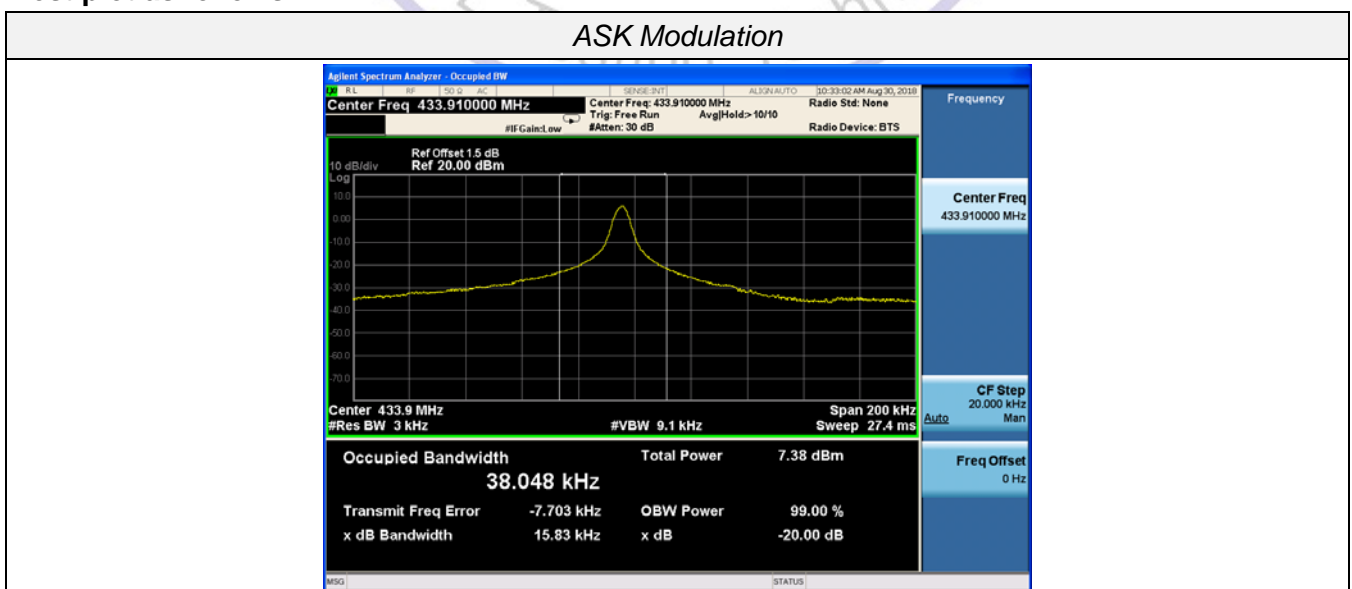 ASK Modulation
Agilent Spectrum Analyzer - Occupied BW
RL RF 50 Ω AC SENSE:INT ALIGN AUTO 10:33:02 AM Aug 30, 2018
Center Freq 433.910000 MHz Center Freq: 433.910000 MHz Radio Std: None Frequency
Trig: Free Run Avg|Hold:> 10/10
#IFGain:Low #Atten: 30 dB Radio Device: BTS
Ref Offset 1.5 dB
10 dB/div Ref 20.00 dBm
Log
10.0
0.00
-10.0
-20.0
-30.0
-40.0
-50.0
-60.0
-70.0
Center Freq
433.910000 MHz
Center 433.9 MHz Span 200 kHz
#Res BW 3 kHz #VBW 9.1 kHz Sweep 27.4 ms
CF Step
20.000 kHz
Auto Man
Occupied Bandwidth Total Power 7.38 dBm
38.048 kHz
Freq Offset
0 Hz
Transmit Freq Error -7.703 kHz OBW Power 99.00 %
x dB Bandwidth 15.83 kHz x dB -20.00 dB
MSG STATUS